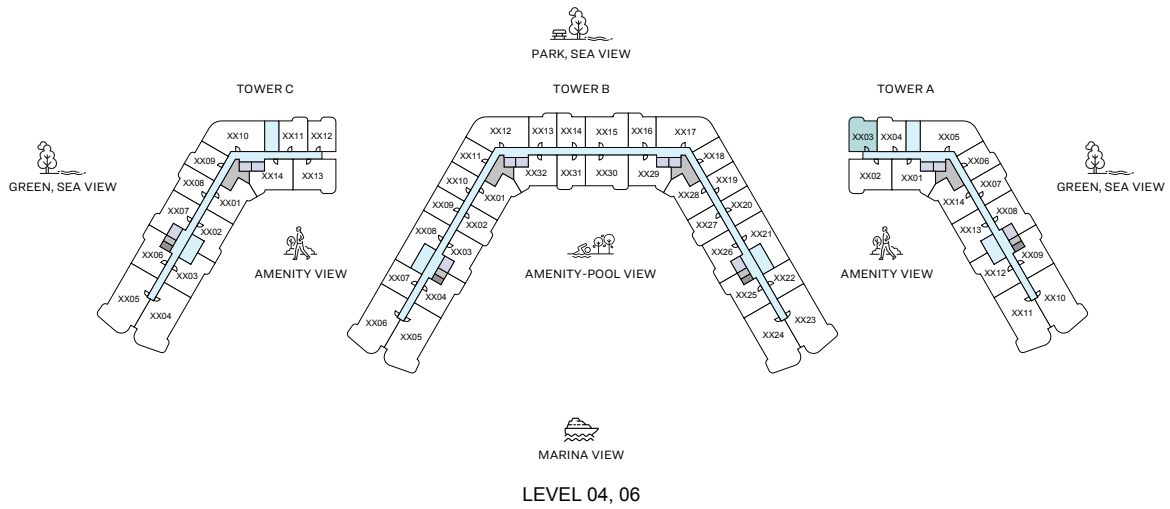 PARK, SEA VIEW
TOWER C
TOWER B
TOWER A
XX10
XX11
XX12
XX09
XX08
XX07
XX06
XX05
XX04
XX03
XX02
XX01
XX14
XX13
XX12
XX13
XX14
XX15
XX16
XX17
XX11
XX10
XX09
XX08
XX07
XX06
XX05
XX04
XX03
XX02
XX01
XX32
XX31
XX30
XX29
XX28
XX27
XX26
XX25
XX24
XX18
XX19
XX20
XX21
XX22
XX23
XX03
XX04
XX05
XX02
XX01
XX06
XX07
XX08
XX09
XX10
XX14
XX13
XX12
XX11
GREEN, SEA VIEW
GREEN, SEA VIEW
AMENITY VIEW
AMENITY-POOL VIEW
AMENITY VIEW
MARINA VIEW
LEVEL 04, 06